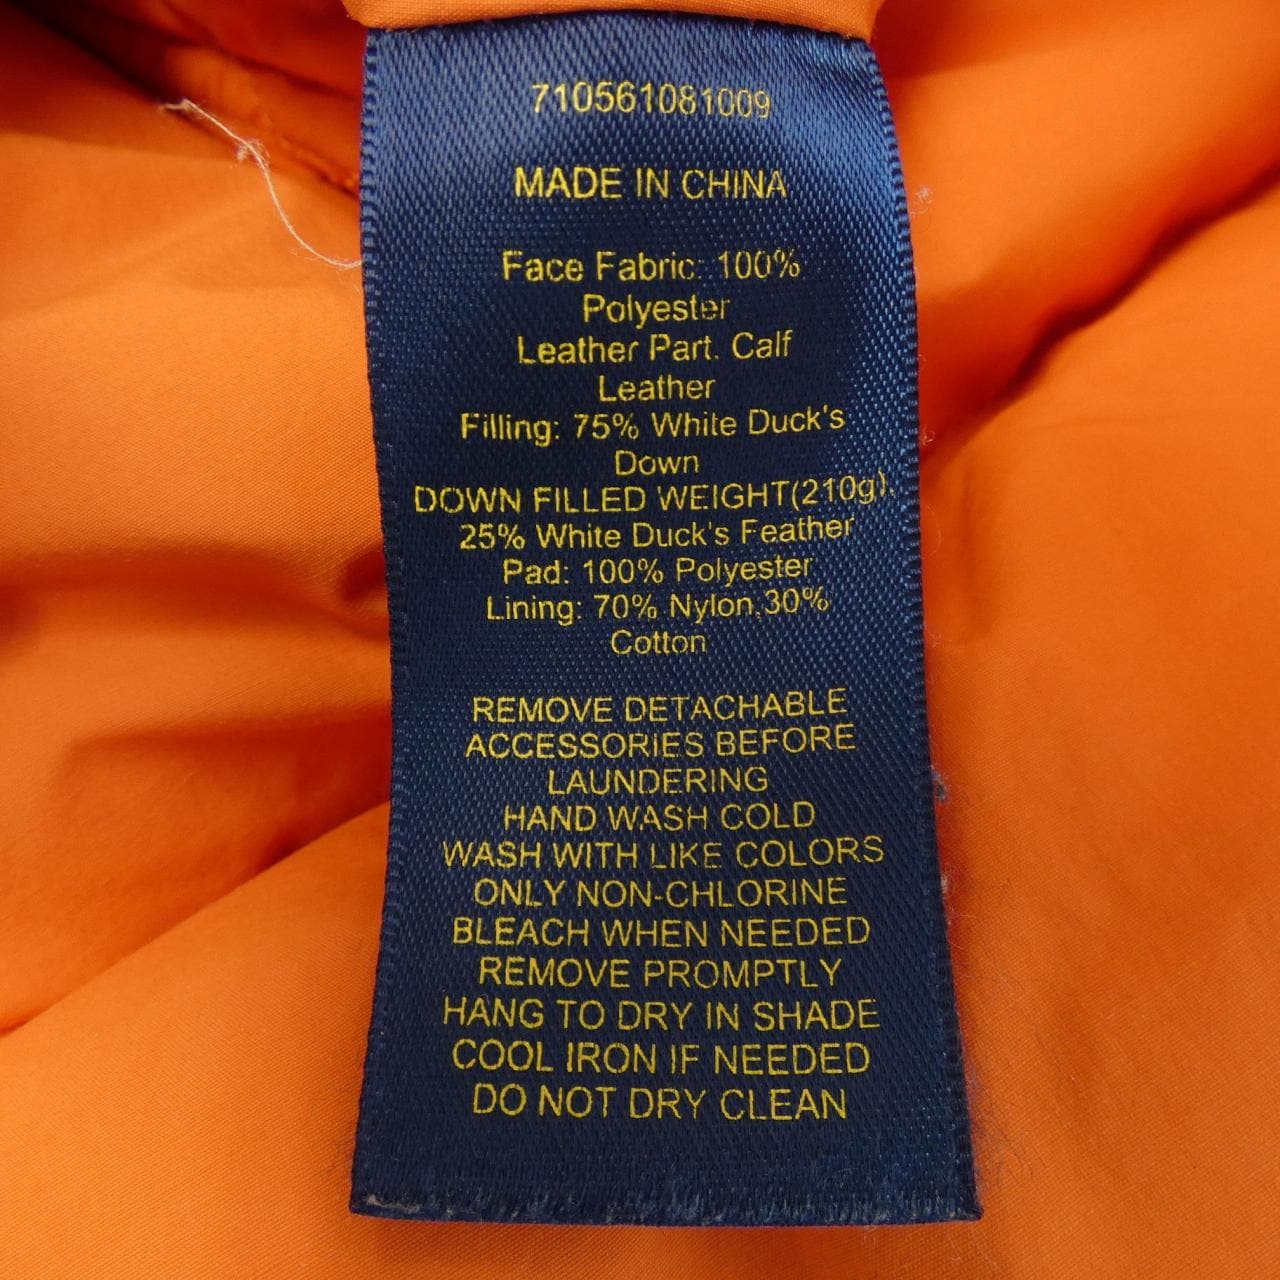 710561081009
MADE IN CHINA
Face Fabric: 100%
Polyester
Leather Part. Calf
Leather
Filling: 75% White Duck's
Down
DOWN FILLED WEIGHT(210g),
25% White Duck's Feather
Pad: 100% Polyester
Lining: 70% Nylon,30%
Cotton
REMOVE DETACHABLE
ACCESSORIES BEFORE
LAUNDERING
HAND WASH COLD
WASH WITH LIKE COLORS
ONLY NON-CHLORINE
BLEACH WHEN NEEDED
REMOVE PROMPTLY
HANG TO DRY IN SHADE
COOL IRON IF NEEDED
DO NOT DRY CLEAN